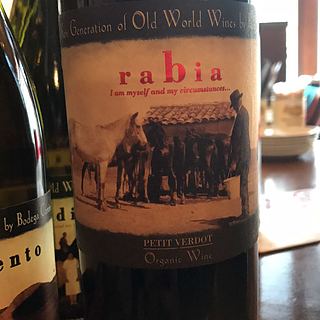 Generation of Old World Wines by
rabia
I am myself and my circumstances...
PETIT VERDOT
Organic Wine
by Bodega
ento